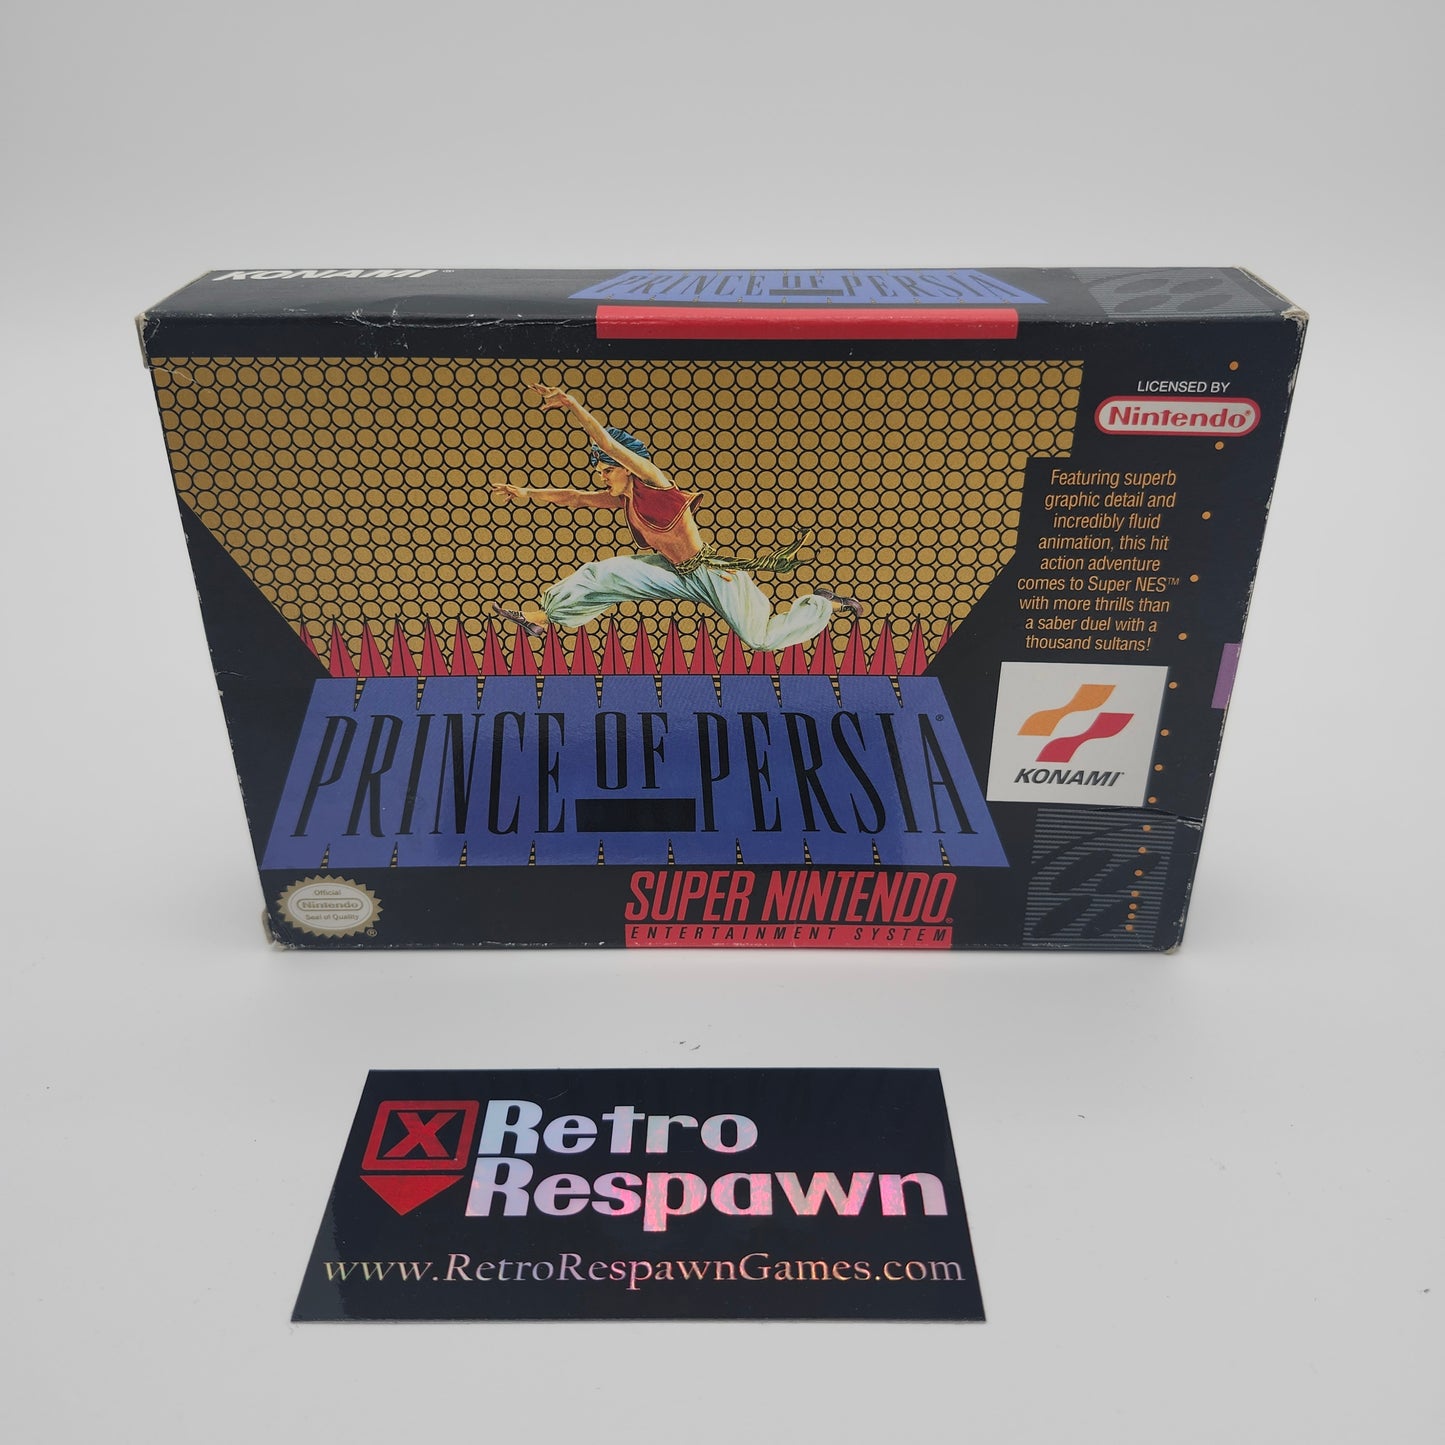 KONAMI®
PRINCE OF PERSIA
LICENSED BY
Nintendo®
Featuring superb
graphic detail and
incredibly fluid
animation, this hit
action adventure
comes to Super NES™
with more thrills than
a saber duel with a
thousand sultans!
KONAMI
PRINCE OF PERSIA®
Official
Nintendo
Seal of Quality
®
SUPER NINTENDO®
ENTERTAINMENT SYSTEM
X
Retro
Respawn
www.RetroRespawnGames.com